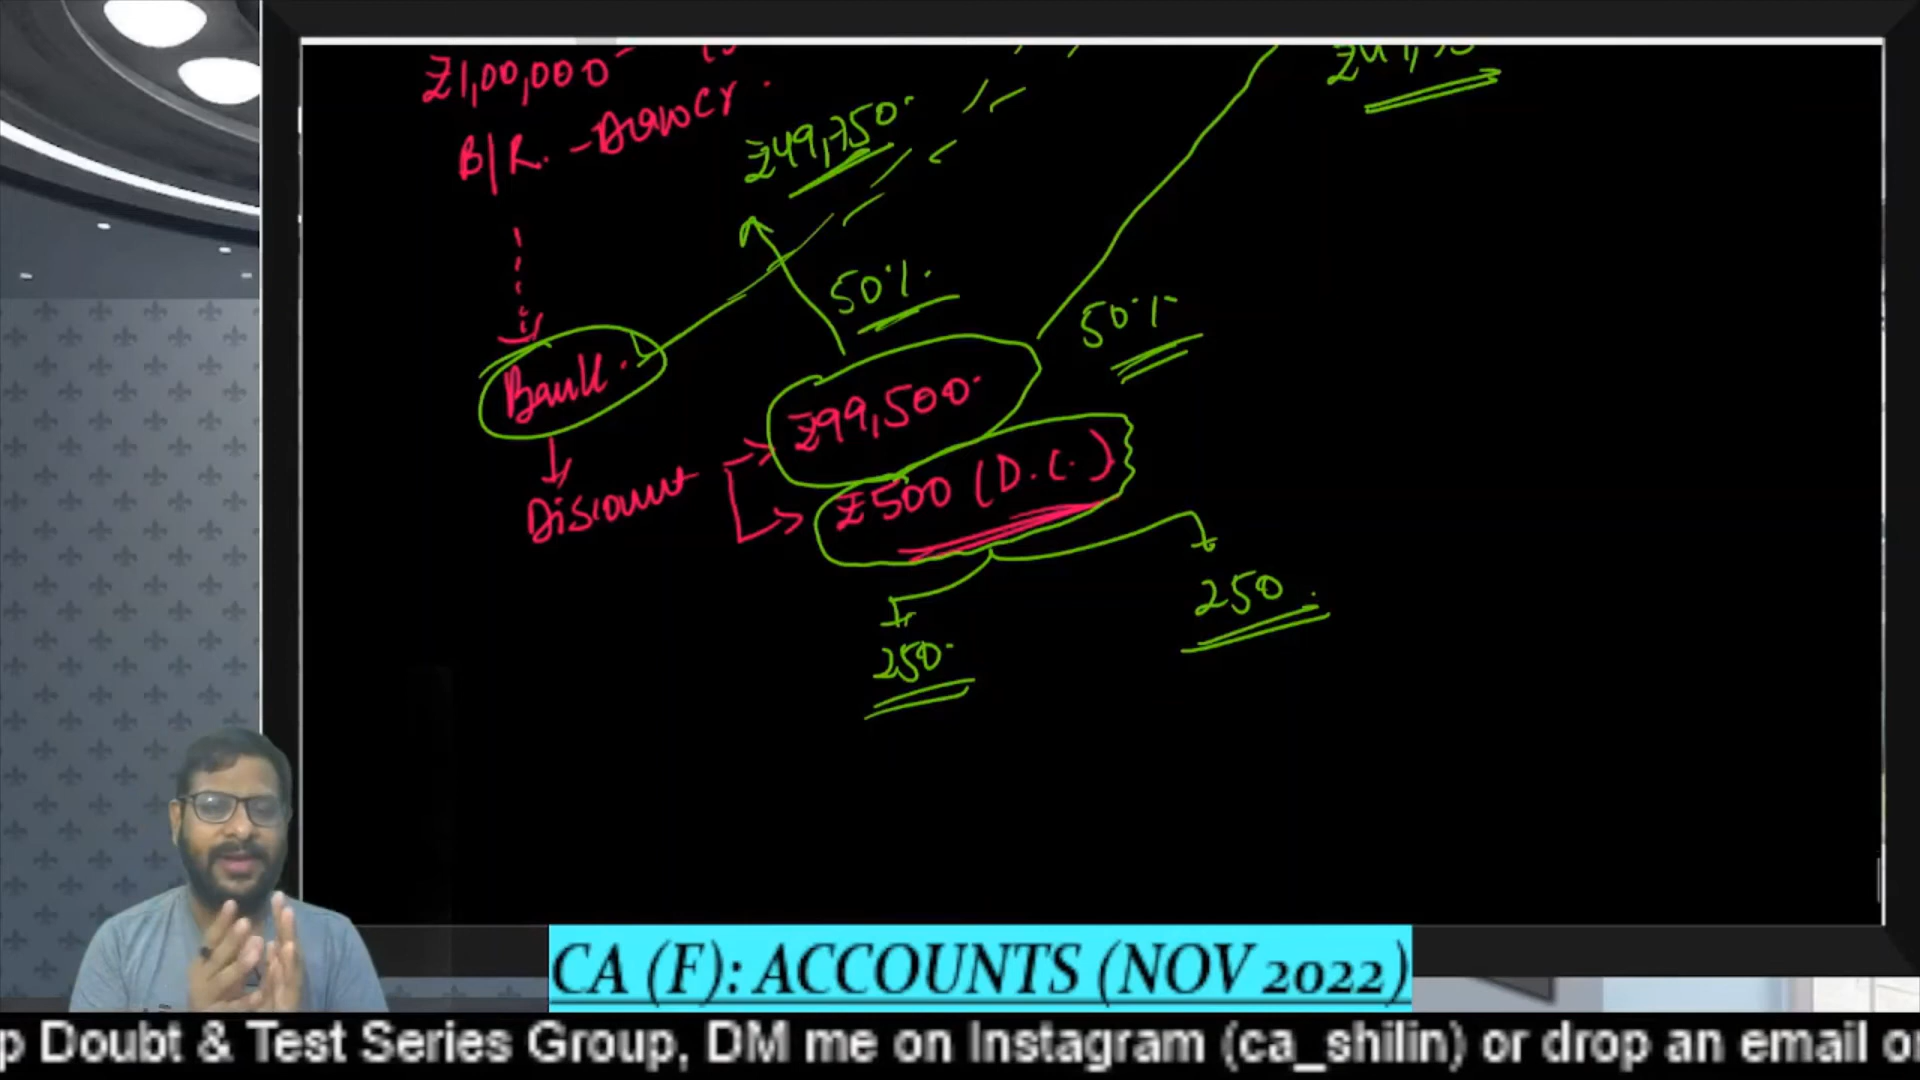 ₹1,00,000
B/R. - Drawer.
₹49,750
50%
50%
Bank.
₹99,500
₹500 (D.C.)
Discount
250
250
CA (F): ACCOUNTS (NOV 2022)
p Doubt & Test Series Group, DM me on Instagram (ca_shilin) or drop an email o